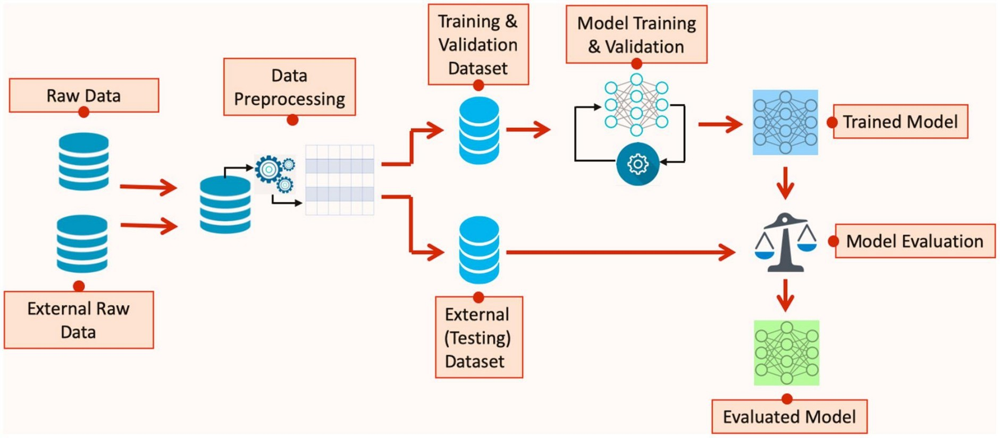 Raw Data
External Raw
Data
Data
Preprocessing
Training &
Validation
Dataset
External
(Testing)
Dataset
Model Training
& Validation
Trained Model
Model Evaluation
Evaluated Model